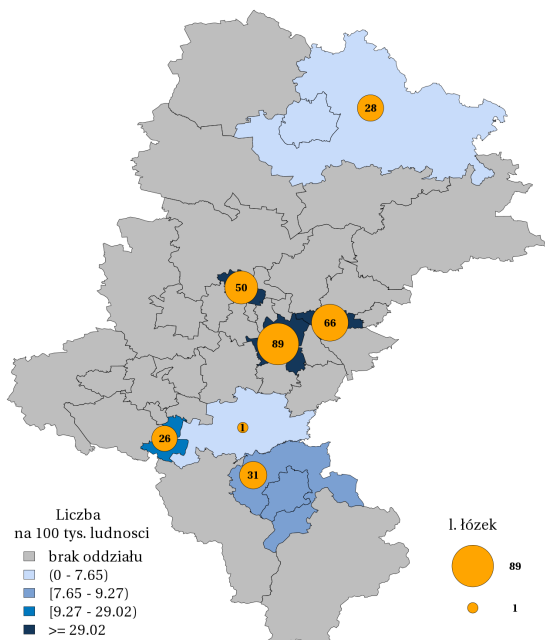 28
50
66
89
1
26
31
Liczba
na 100 tys. ludnosci
brak oddziału
(0 - 7.65)
[7.65 - 9.27)
[9.27 - 29.02)
>= 29.02
l. łózek
89
1